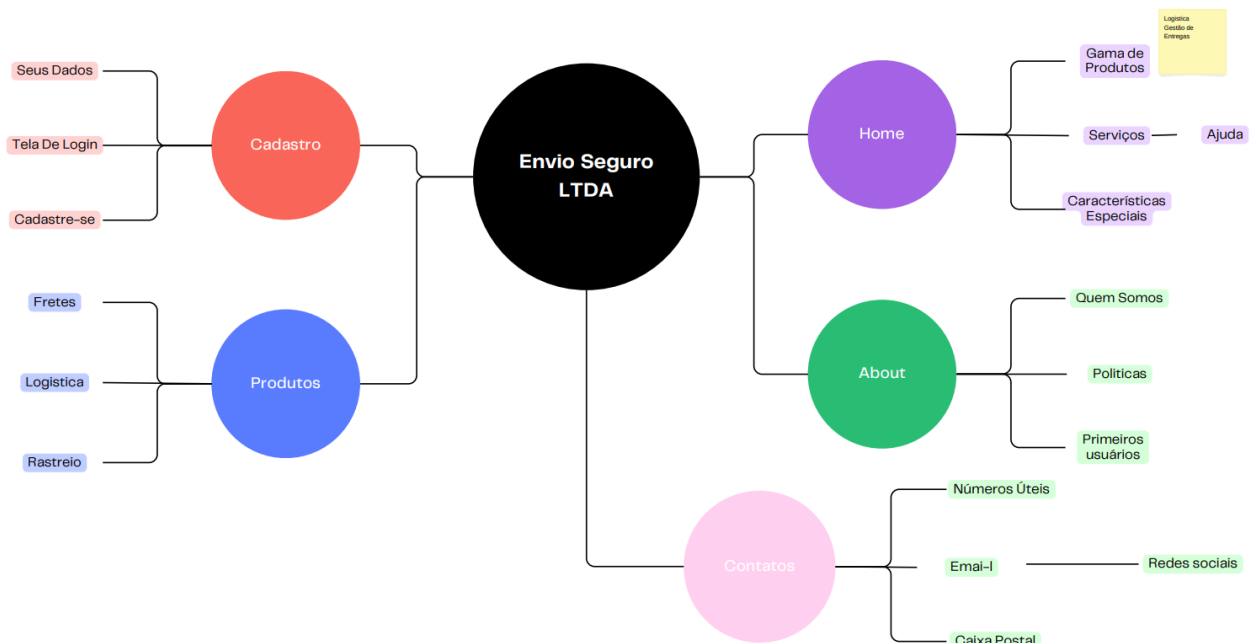 Envio Seguro
LTDA
Cadastro
Seus Dados
Tela De Login
Cadastre-se
Produtos
Fretes
Logistica
Rastreio
Home
Gama de
Produtos
Logistica
Gestão de
Entregas
Serviços
Ajuda
Características
Especiais
About
Quem Somos
Politicas
Primeiros
usuários
Contatos
Números Úteis
Emai-l
Redes sociais
Caixa Postal